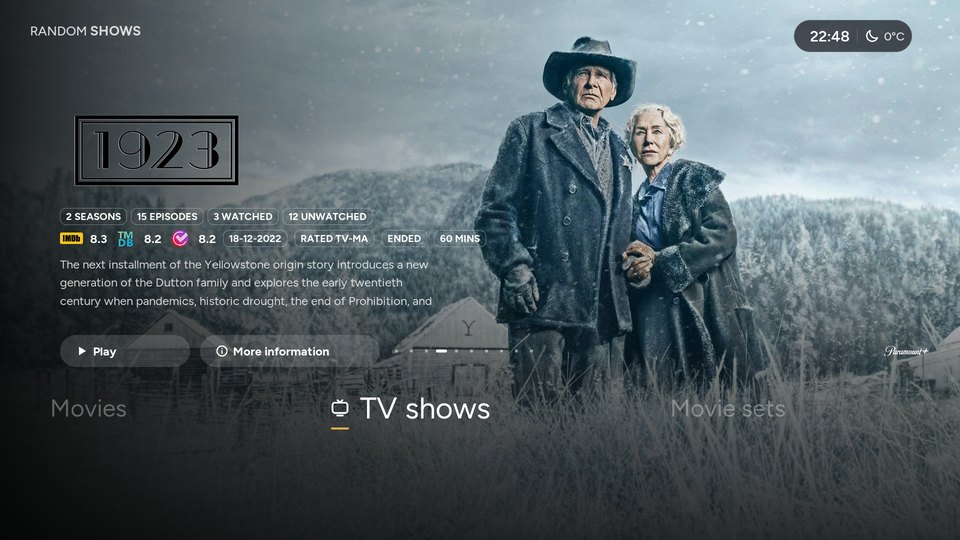 RANDOM SHOWS
22:48 0°C
1923
2 SEASONS 15 EPISODES 3 WATCHED 12 UNWATCHED
IMDb 8.3 TMDB 8.2 8.2 18-12-2022 RATED TV-MA ENDED 60 MINS
The next installment of the Yellowstone origin story introduces a new
generation of the Dutton family and explores the early twentieth
century when pandemics, historic drought, the end of Prohibition, and
Y
Play More information
Paramount+
Movies TV shows Movie sets